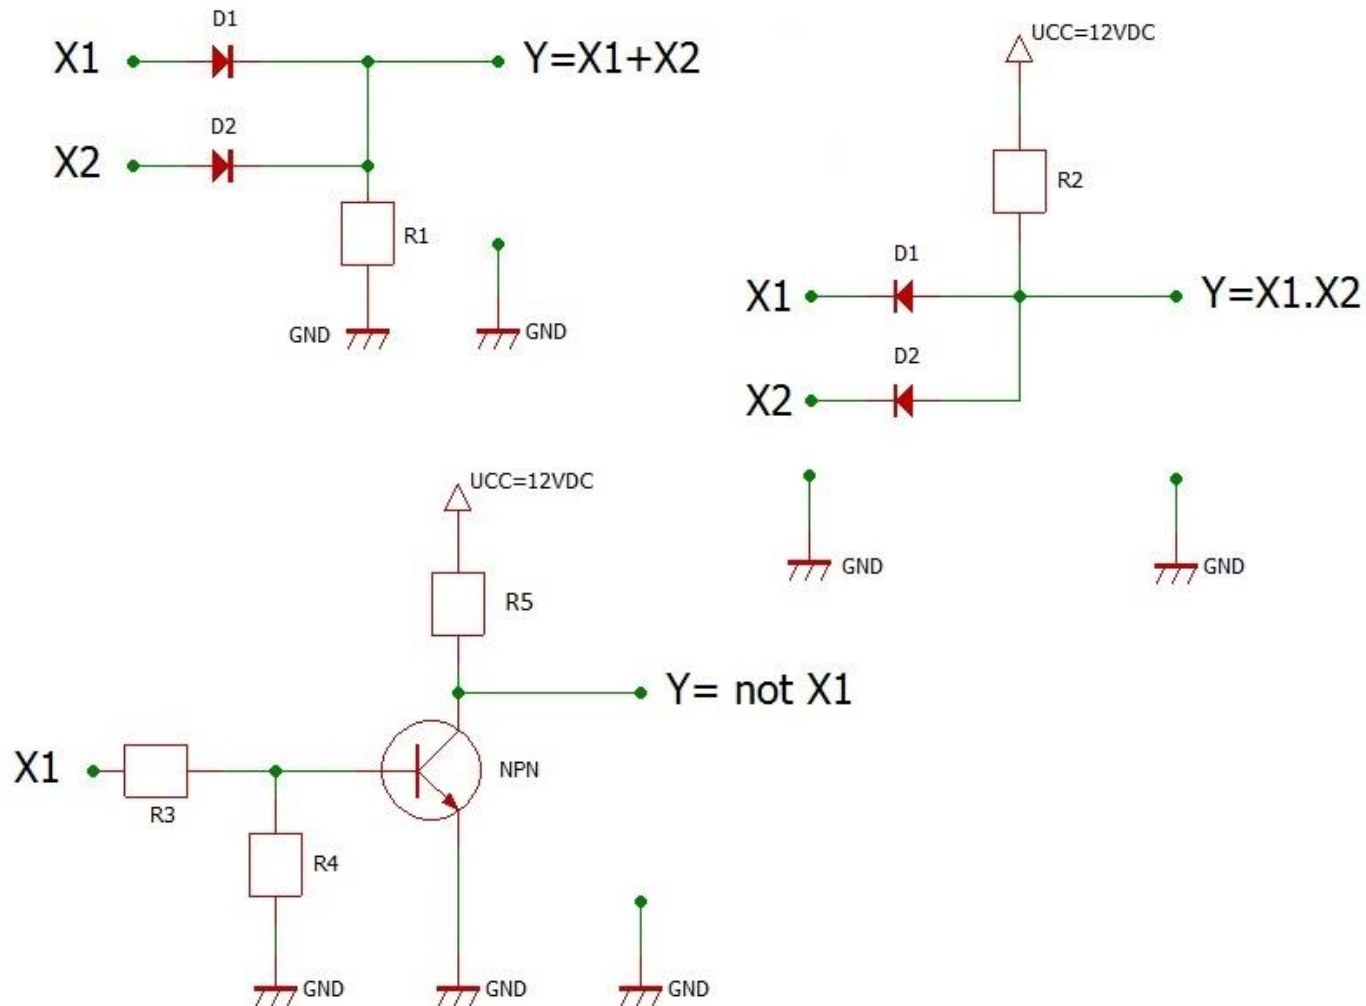 D1
X1
Y=X1+X2
D2
X2
R1
GND
GND
UCC=12VDC
R2
D1
X1
Y=X1.X2
D2
X2
GND
GND
UCC=12VDC
R5
Y= not X1
X1
NPN
R3
R4
GND
GND
GND